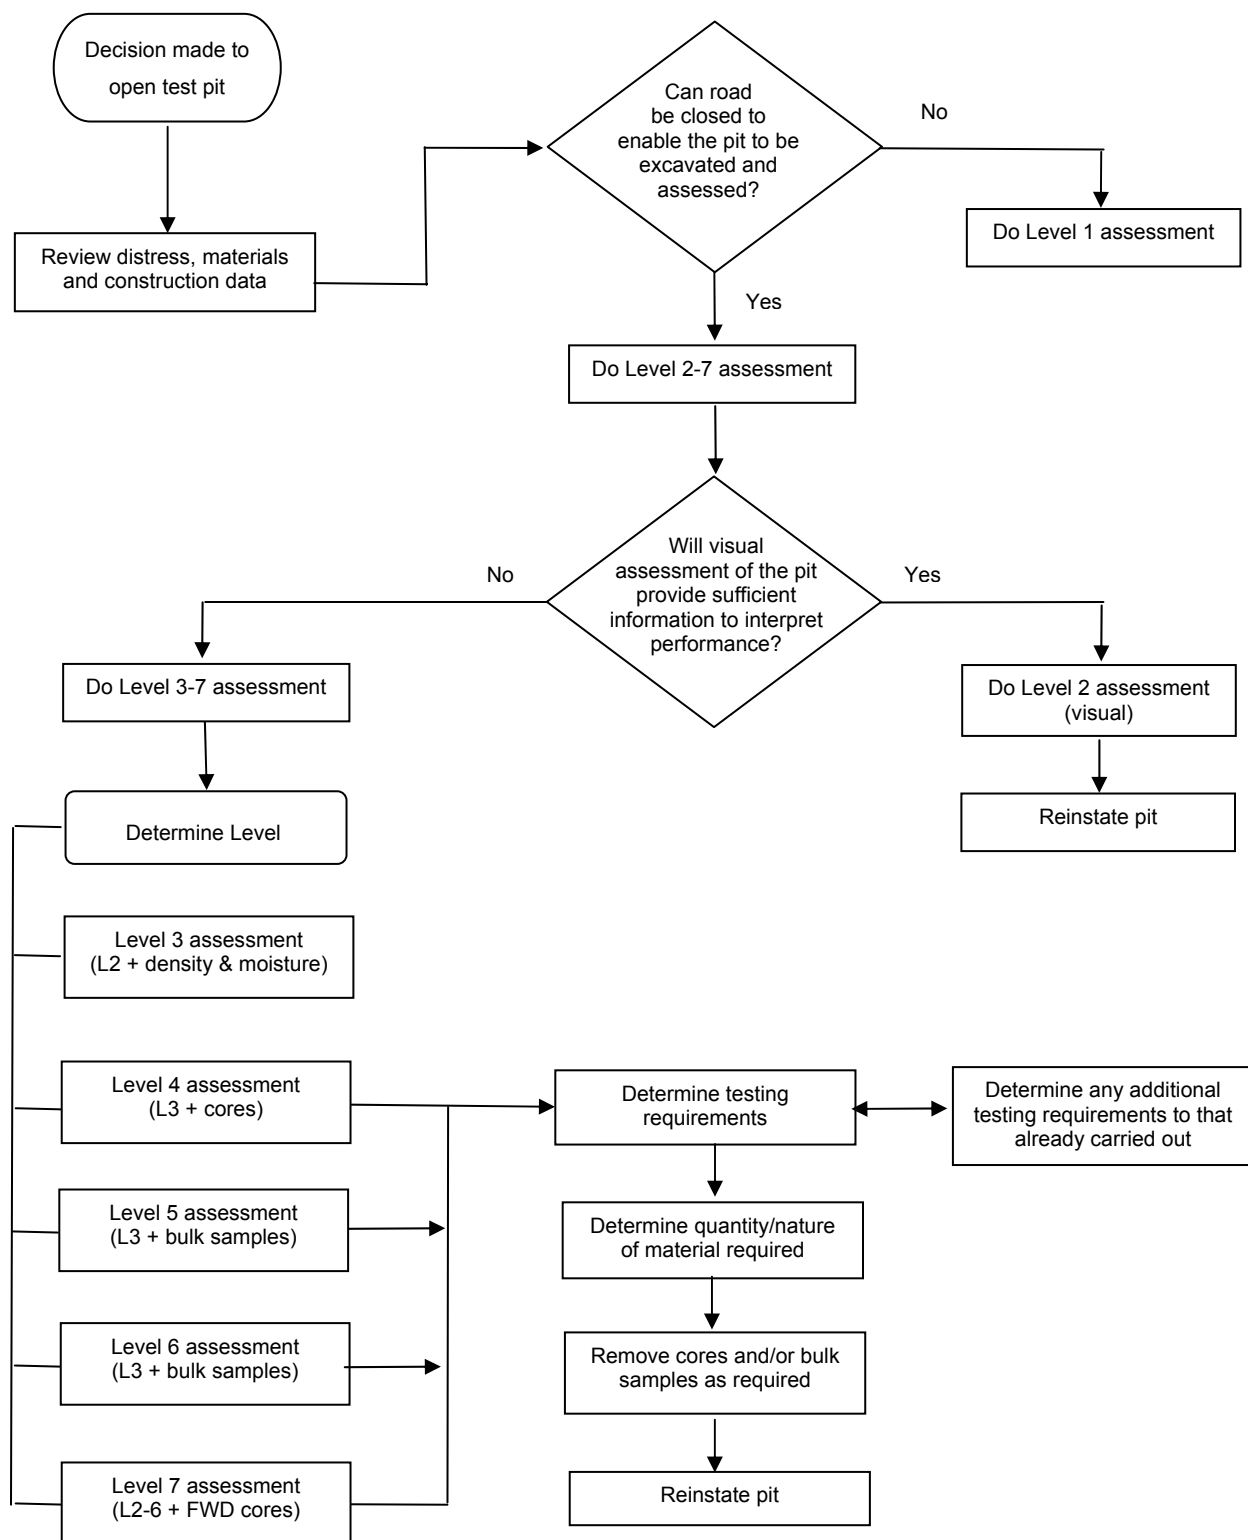 Decision made to
open test pit
Can road
be closed to
enable the pit to be
excavated and
assessed?
No
Review distress, materials
and construction data
Do Level 1 assessment
Yes
Do Level 2-7 assessment
Will visual
assessment of the pit
provide sufficient
information to interpret
performance?
No
Yes
Do Level 3-7 assessment
Do Level 2 assessment
(visual)
Determine Level
Reinstate pit
Level 3 assessment
(L2 + density & moisture)
Level 4 assessment
(L3 + cores)
Determine testing
requirements
Determine any additional
testing requirements to that
already carried out
Level 5 assessment
(L3 + bulk samples)
Determine quantity/nature
of material required
Level 6 assessment
(L3 + bulk samples)
Remove cores and/or bulk
samples as required
Level 7 assessment
(L2-6 + FWD cores)
Reinstate pit